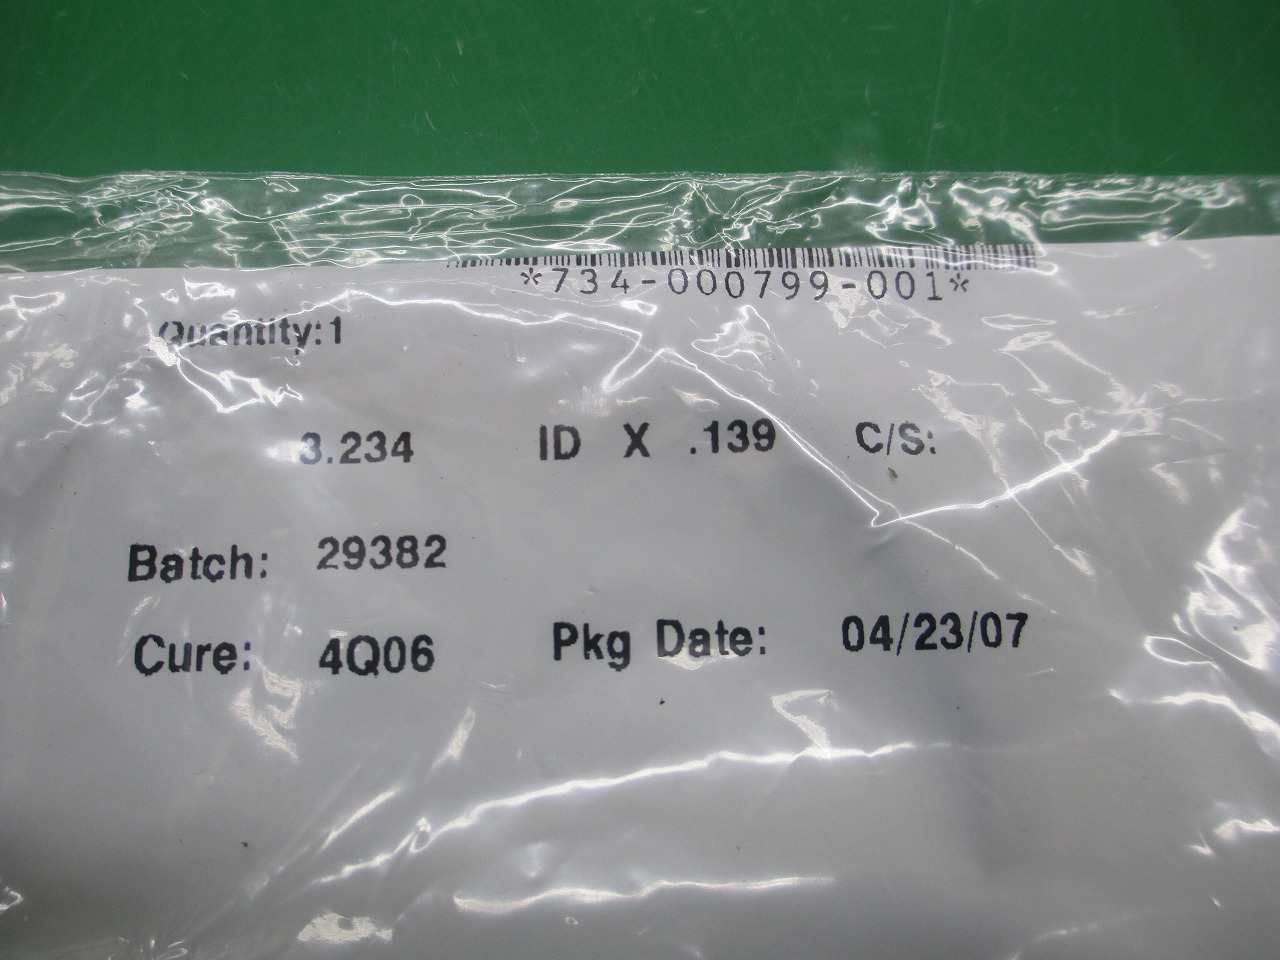 *734-000799-001*
Quantity:1
3.234 ID X .139 C/S:
Batch: 29382
Cure: 4Q06 Pkg Date: 04/23/07